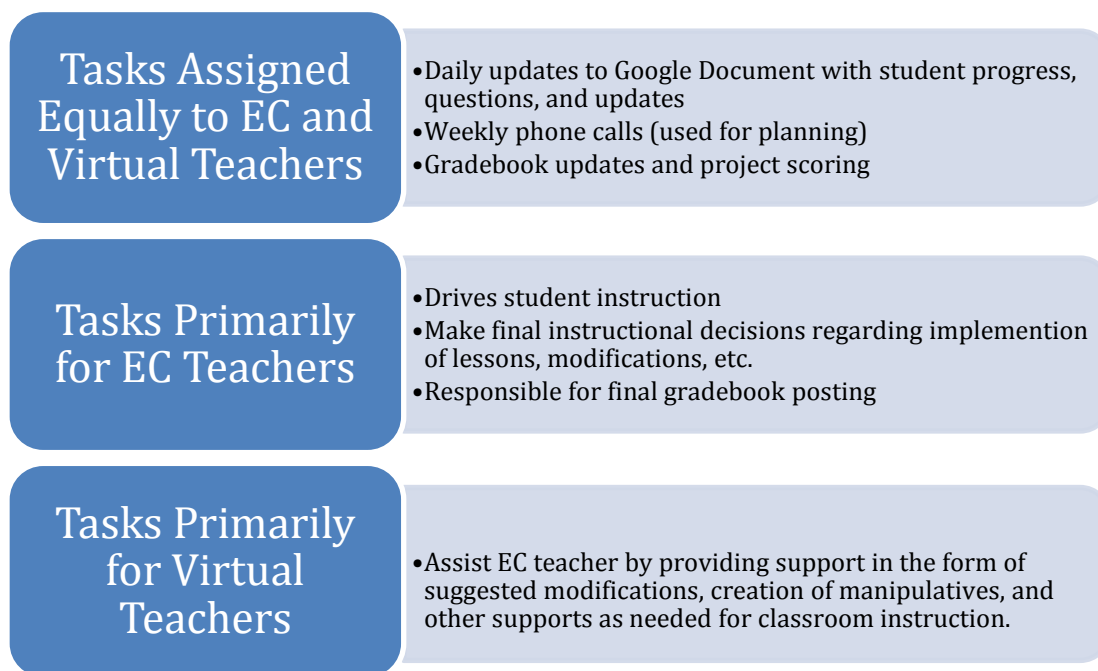 Tasks Assigned
Equally to EC and
Virtual Teachers
•Daily updates to Google Document with student progress,
questions, and updates
•Weekly phone calls (used for planning)
•Gradebook updates and project scoring
Tasks Primarily
for EC Teachers
•Drives student instruction
•Make final instructional decisions regarding implemention
of lessons, modifications, etc.
•Responsible for final gradebook posting
Tasks Primarily
for Virtual
Teachers
•Assist EC teacher by providing support in the form of
suggested modifications, creation of manipulatives, and
other supports as needed for classroom instruction.